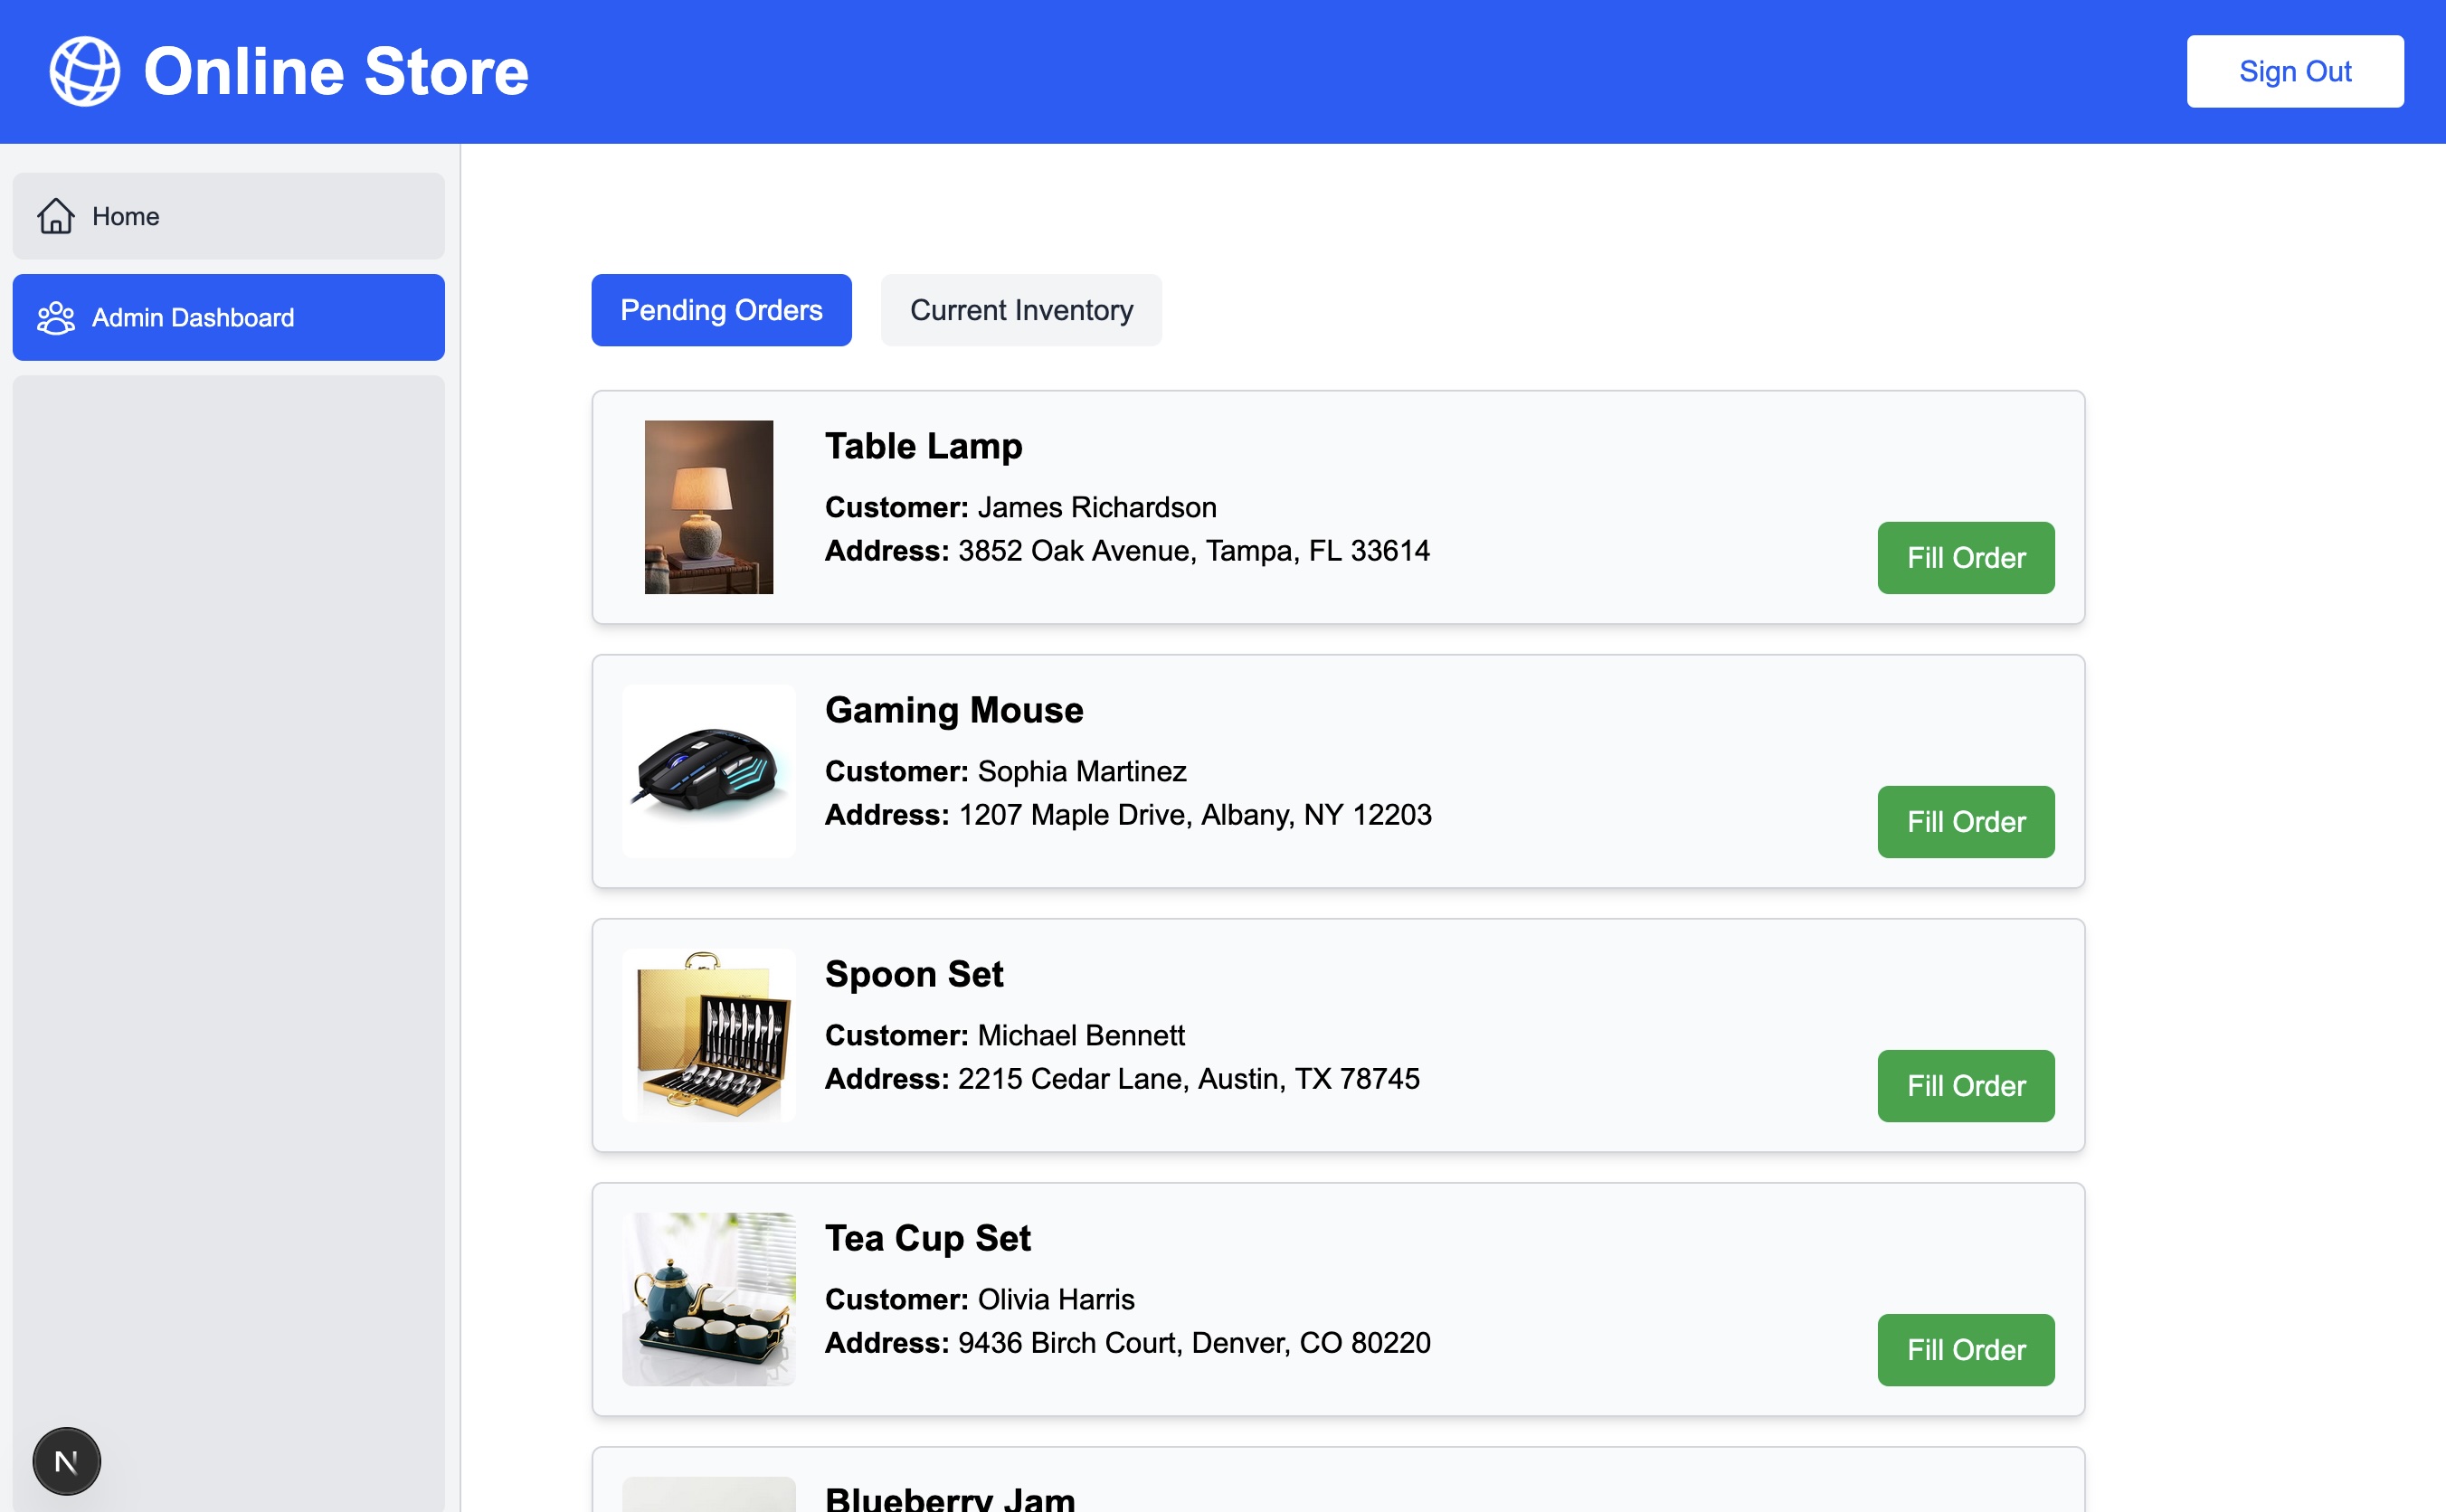 Online Store
Sign Out
Home
Admin Dashboard
Pending Orders
Current Inventory
Table Lamp
Customer: James Richardson
Address: 3852 Oak Avenue, Tampa, FL 33614
Fill Order
Gaming Mouse
Customer: Sophia Martinez
Address: 1207 Maple Drive, Albany, NY 12203
Fill Order
Spoon Set
Customer: Michael Bennett
Address: 2215 Cedar Lane, Austin, TX 78745
Fill Order
Tea Cup Set
Customer: Olivia Harris
Address: 9436 Birch Court, Denver, CO 80220
Fill Order
Blueberry Jam
N